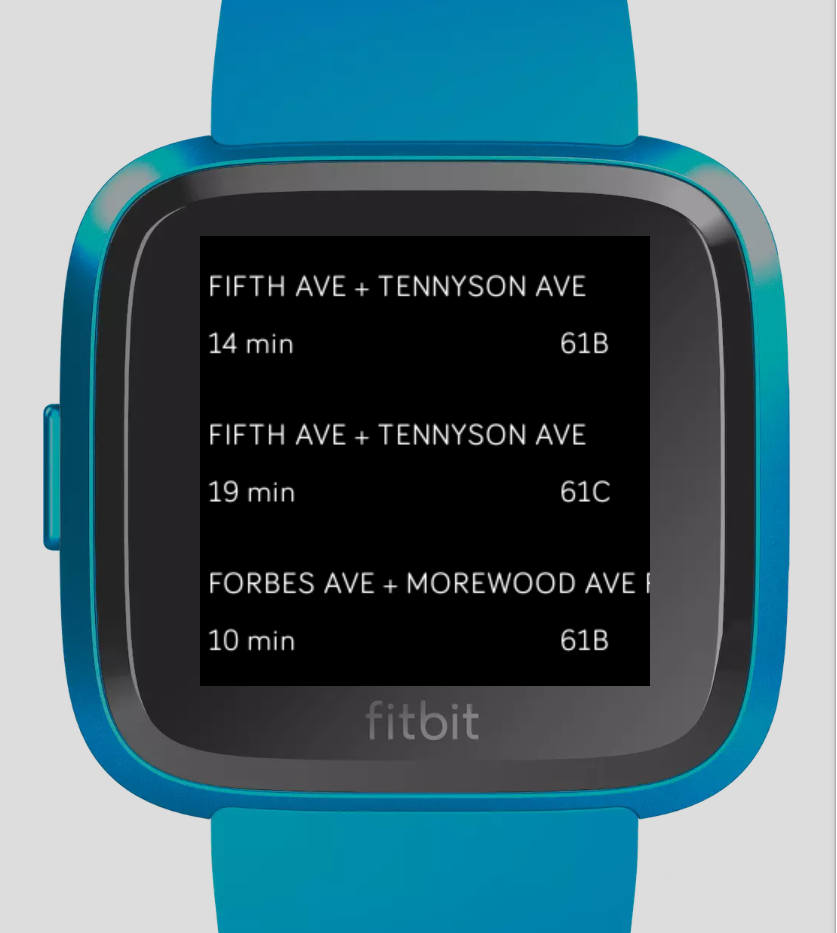 FIFTH AVE + TENNYSON AVE
14 min 61B
FIFTH AVE + TENNYSON AVE
19 min 61C
FORBES AVE + MOREWOOD AVE
10 min 61B
fitbit